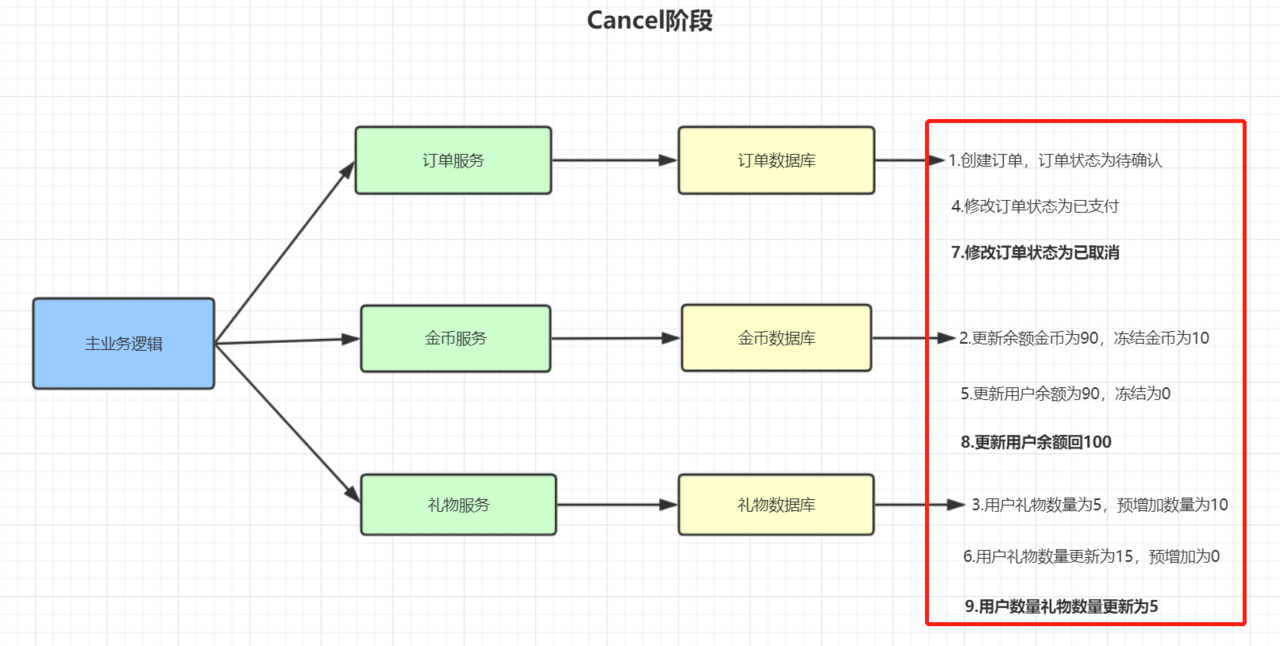 Cancel阶段
订单服务
订单数据库
1.创建订单，订单状态为待确认
4.修改订单状态为已支付
7.修改订单状态为已取消
主业务逻辑
金币服务
金币数据库
2.更新余额金币为90，冻结金币为10
5.更新用户余额为90，冻结为0
8.更新用户余额回100
礼物服务
礼物数据库
3.用户礼物数量为5，预增加数量为10
6.用户礼物数量更新为15，预增加为0
9.用户数量礼物数量更新为5